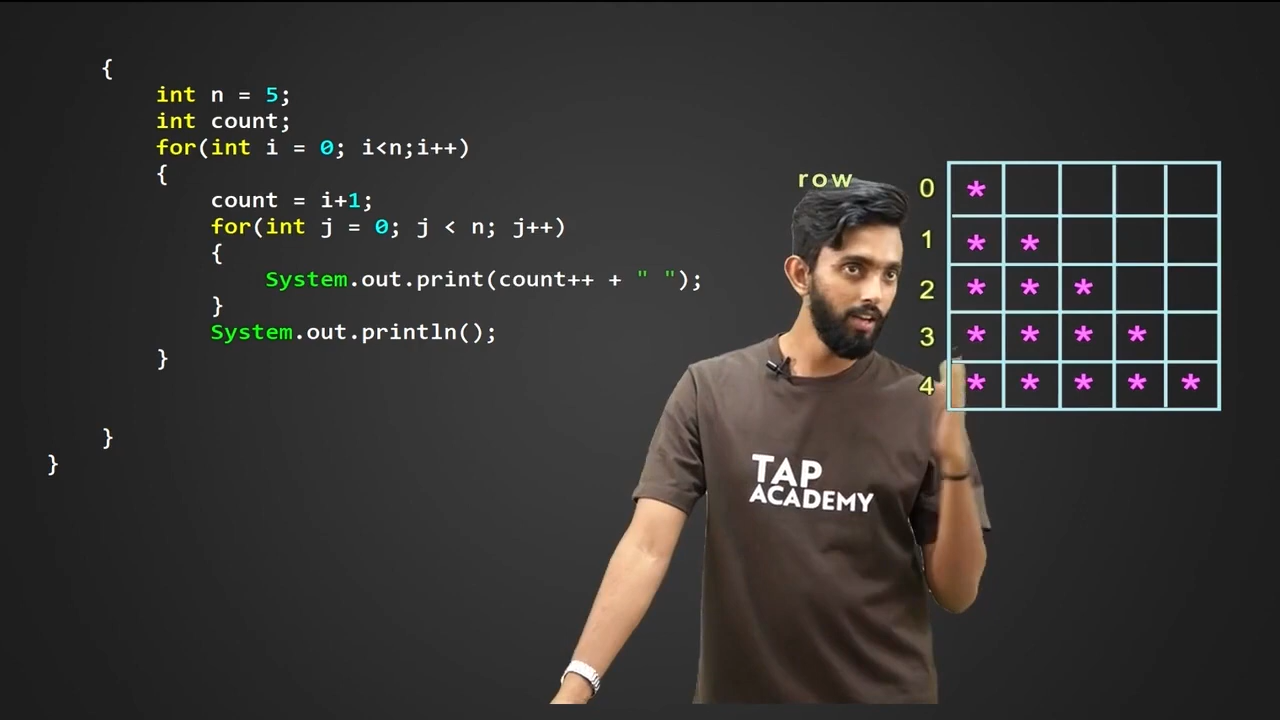 {
int n = 5;
int count;
for(int i = 0; i<n;i++)
{
count = i+1;
for(int j = 0; j < n; j++)
{
System.out.print(count++ + " ");
}
System.out.println();
}
}
}
row
0 *
1 * *
2 * * *
3 * * * *
4 * * * * *
TAP
ACADEMY